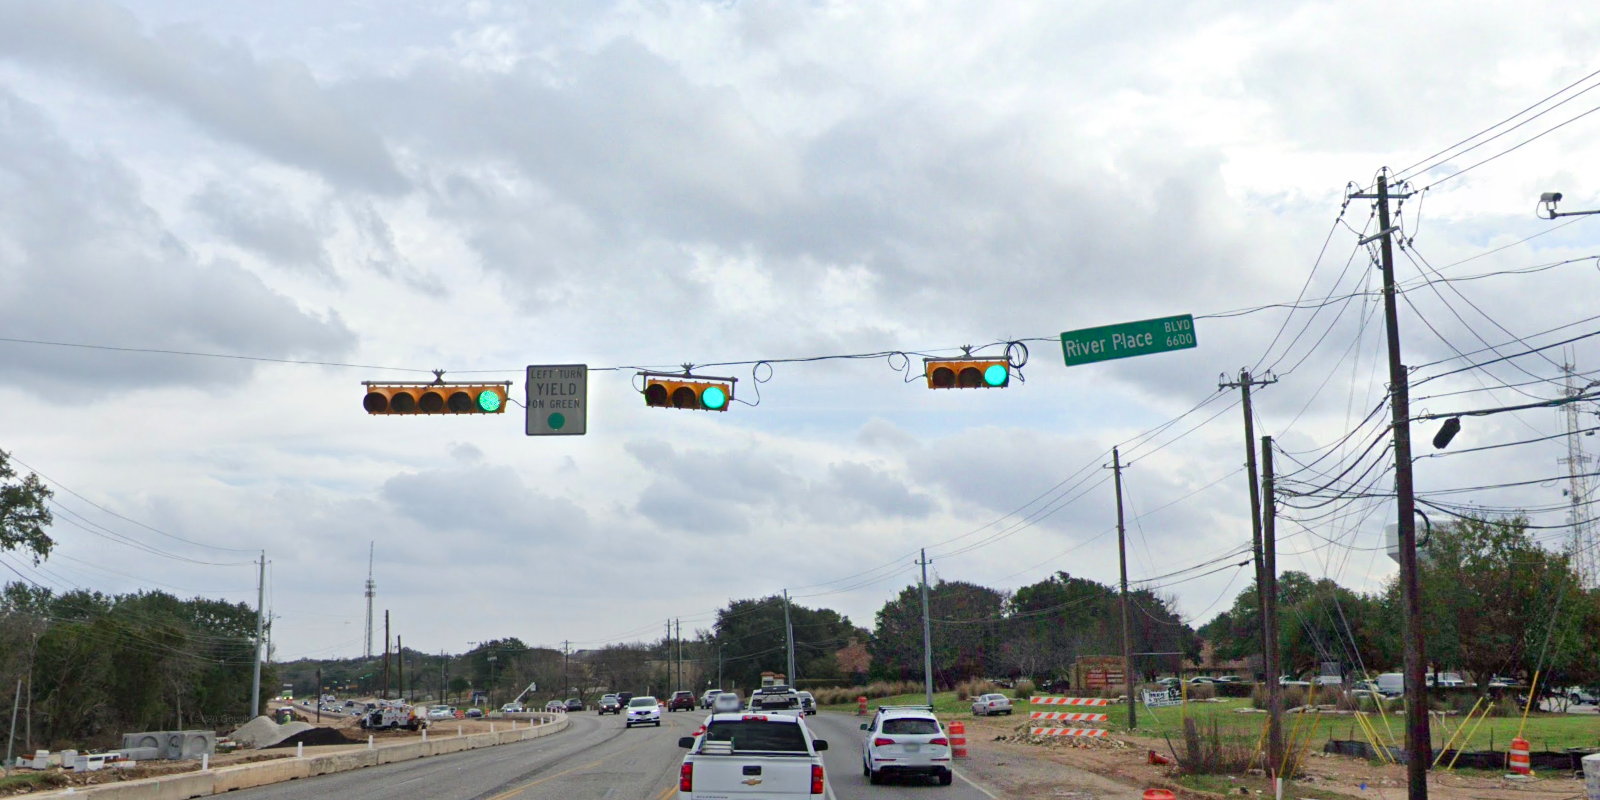 LEFT TURN
YIELD
ON GREEN
River Place BLVD
6600